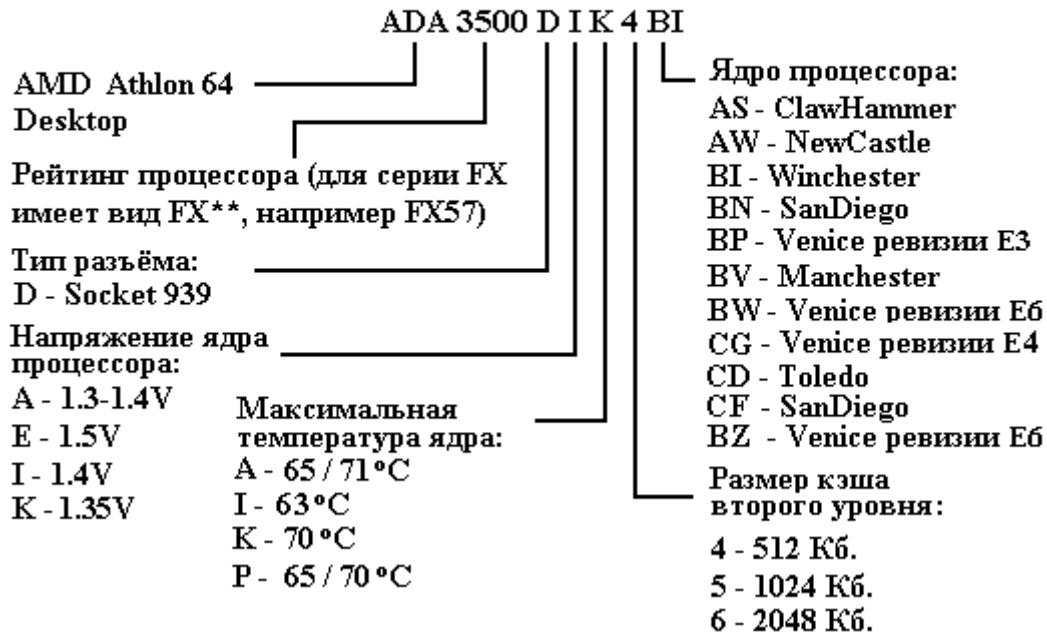 ADA 3500 D I K 4 BI
AMD Athlon 64
Desktop
Рейтинг процессора (для серии FX
имеет вид FX**, например FX57)
Тип разъёма:
D - Socket 939
Напряжение ядра
процессора:
A - 1.3-1.4V
E - 1.5V
I - 1.4V
K - 1.35V
Максимальная
температура ядра:
A - 65 / 71°C
I - 63°C
K - 70°C
P - 65 / 70°C
Ядро процессора:
AS - ClawHammer
AW - NewCastle
BI - Winchester
BN - SanDiego
BP - Venice ревизии E3
BV - Manchester
BW - Venice ревизии E6
CG - Venice ревизии E4
CD - Toledo
CF - SanDiego
BZ - Venice ревизии E6
Размер кэша
второго уровня:
4 - 512 Кб.
5 - 1024 Кб.
6 - 2048 Кб.